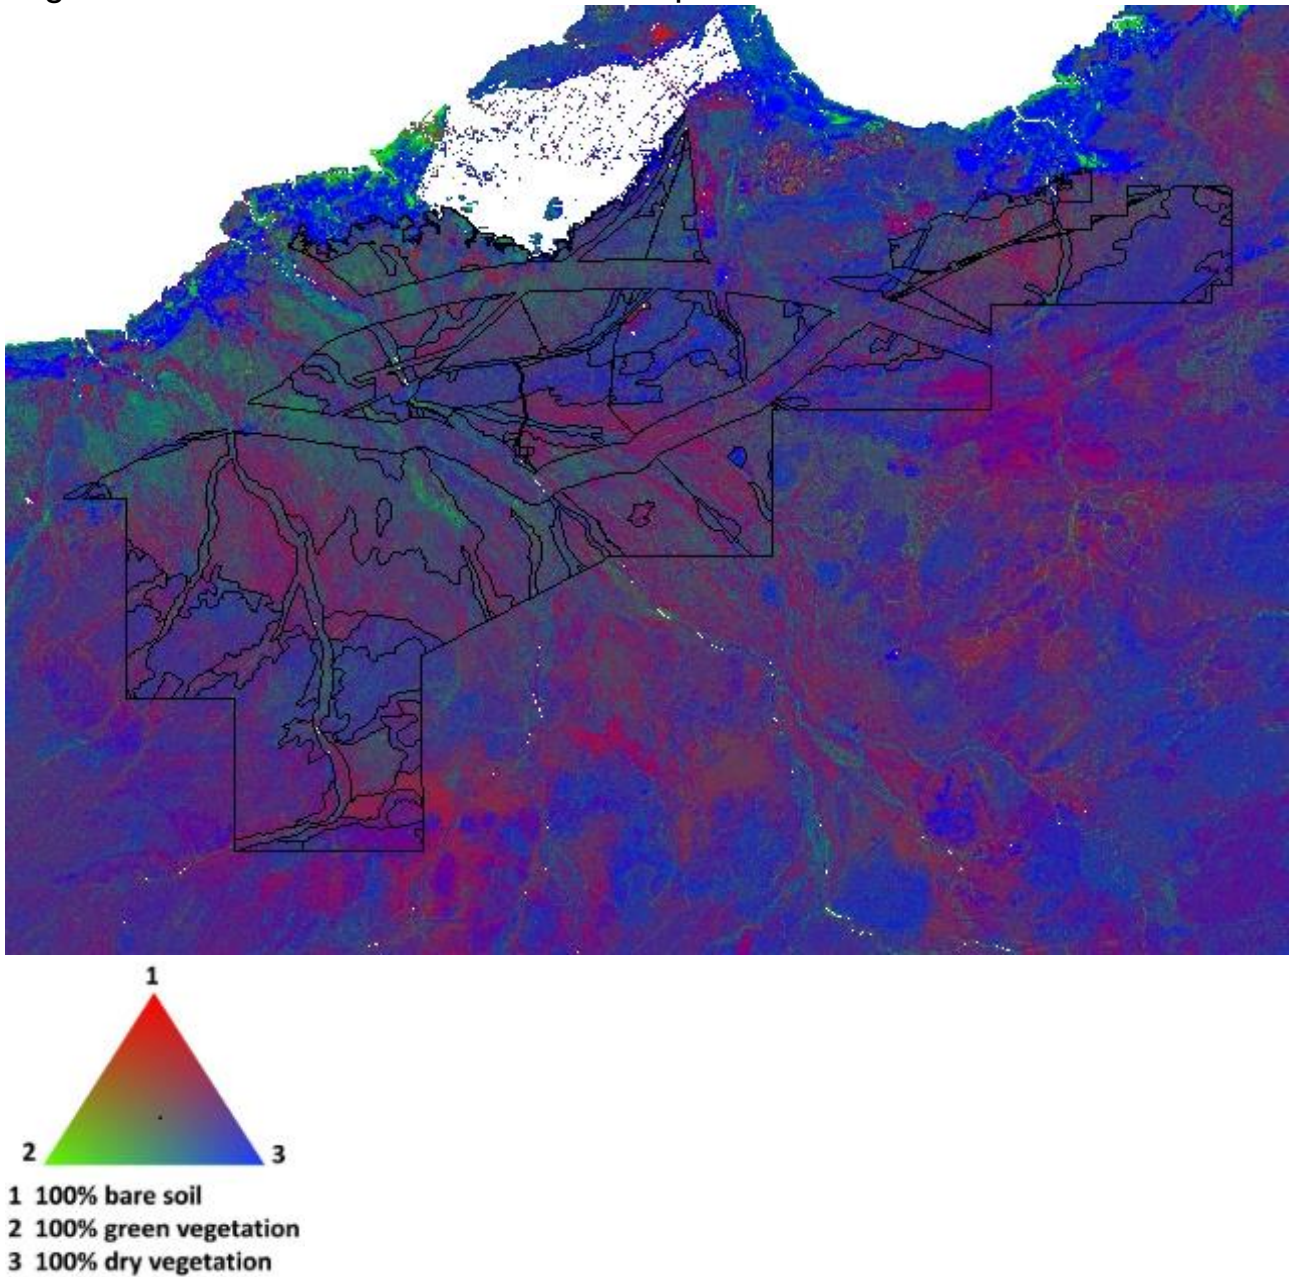 1
2
3
1 100% bare soil
2 100% green vegetation
3 100% dry vegetation